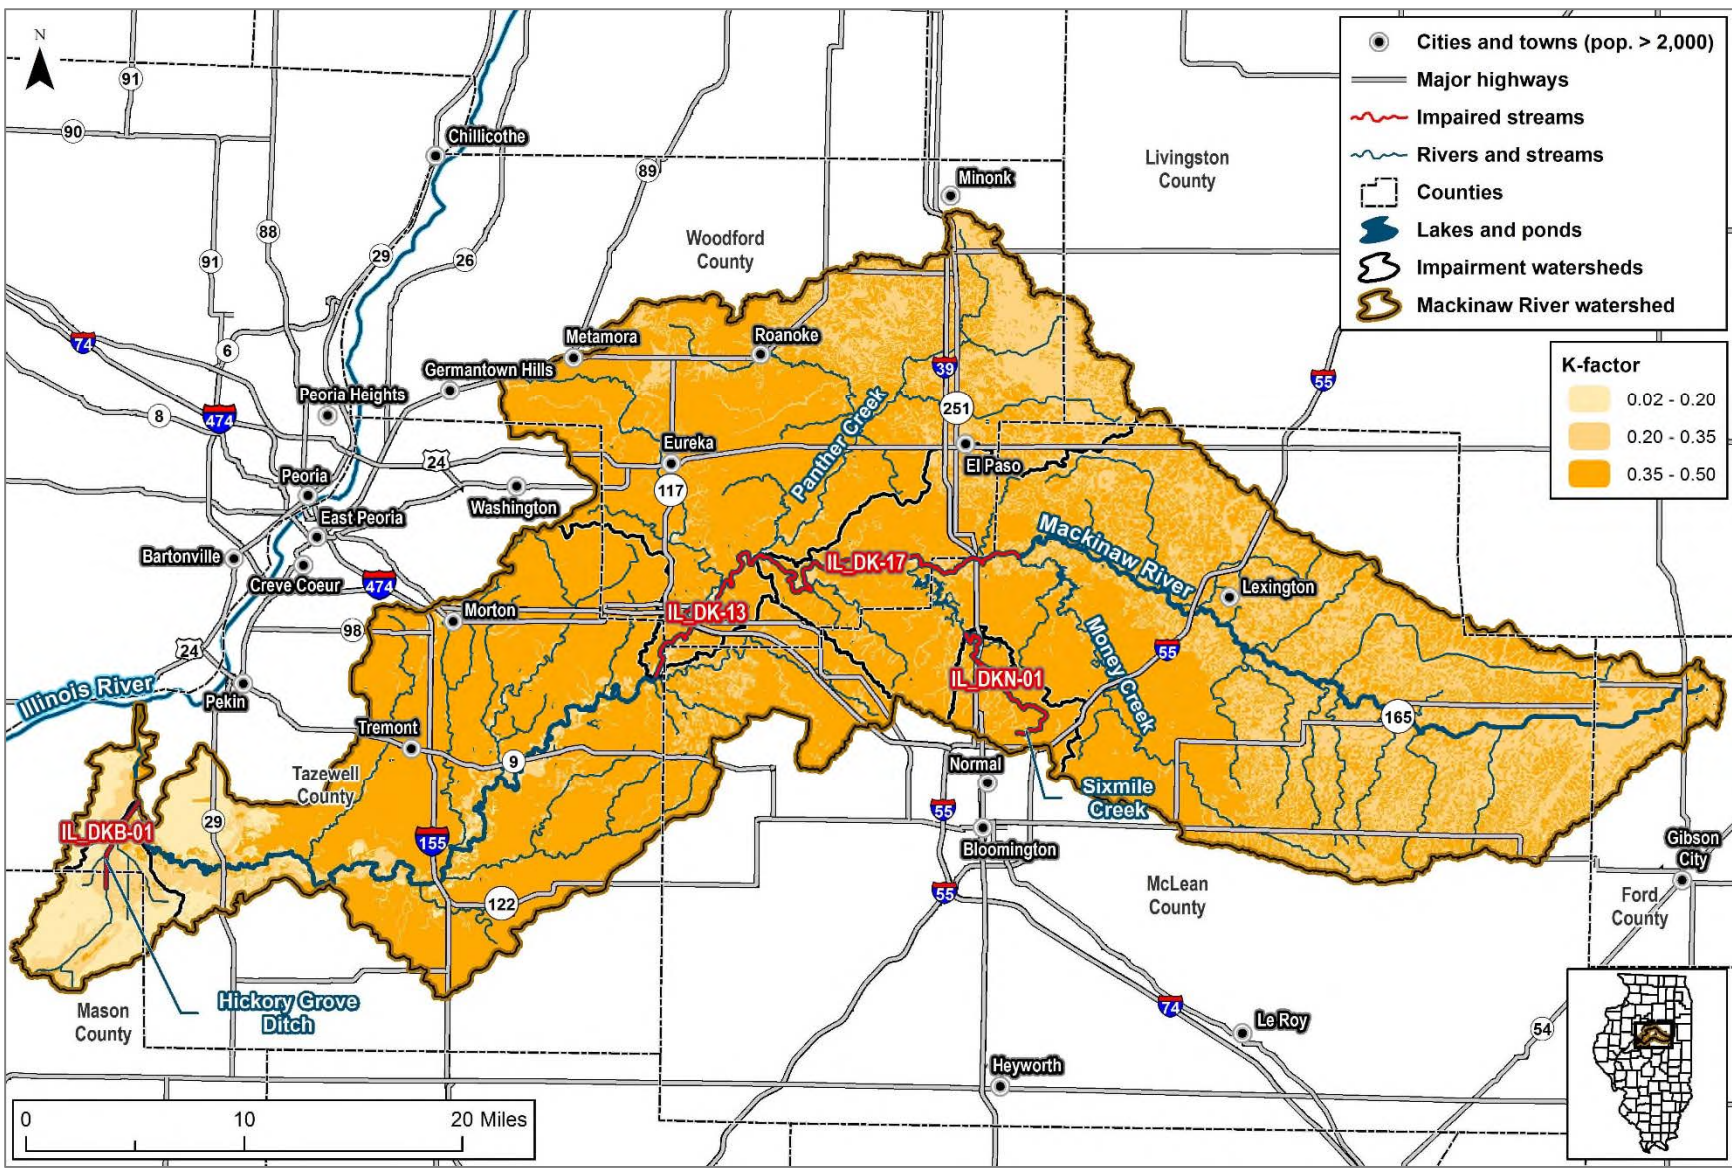 N
91
90
Chillicothe
89
Minonk
Livingston
County
Cities and towns (pop. > 2,000)
Major highways
Impaired streams
Rivers and streams
Counties
Lakes and ponds
Impairment watersheds
Mackinaw River watershed
88
91
29
26
Woodford
County
74
6
Metamora
Roanoke
39
55
K-factor
0.02 - 0.20
0.20 - 0.35
0.35 - 0.50
Germantown Hills
Peoria Heights
8
474
251
Panther Creek
Eureka
El Paso
24
117
Peoria
Washington
East Peoria
Bartonville
Creve Coeur
474
IL_DK-17
Mackinaw River
Lexington
Morton
IL_DK-13
98
24
Money Creek
55
Illinois River
Pekin
IL_DKN-01
165
Tremont
9
Tazewell
County
Normal
Sixmile
Creek
IL_DKB-01
29
155
55
Bloomington
Gibson
City
122
55
McLean
County
Ford
County
Hickory Grove
Ditch
Mason
County
74
Le Roy
54
Heyworth
0
10
20 Miles